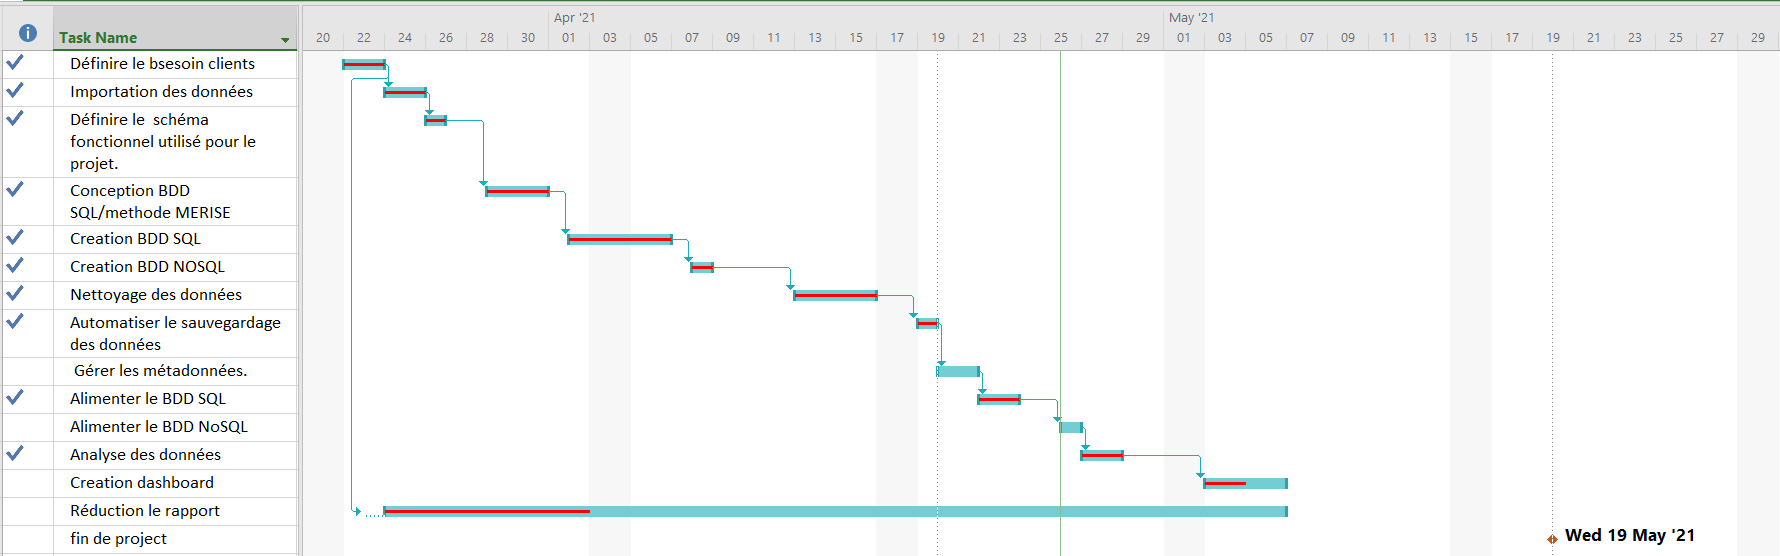 Apr '21 May '21
i Task Name 20 22 24 26 28 30 01 03 05 07 09 11 13 15 17 19 21 23 25 27 29 01 03 05 07 09 11 13 15 17 19 21 23 25 27 29
Définire le bsesoin clients
Importation des données
Définire le  schéma
fonctionnel utilisé pour le
projet.
Conception BDD
SQL/methode MERISE
Creation BDD SQL
Creation BDD NOSQL
Nettoyage des données
Automatiser le sauvegardage
des données
Gérer les métadonnées.
Alimenter le BDD SQL
Alimenter le BDD NoSQL
Analyse des données
Creation dashboard
Réduction le rapport
fin de project Wed 19 May '21